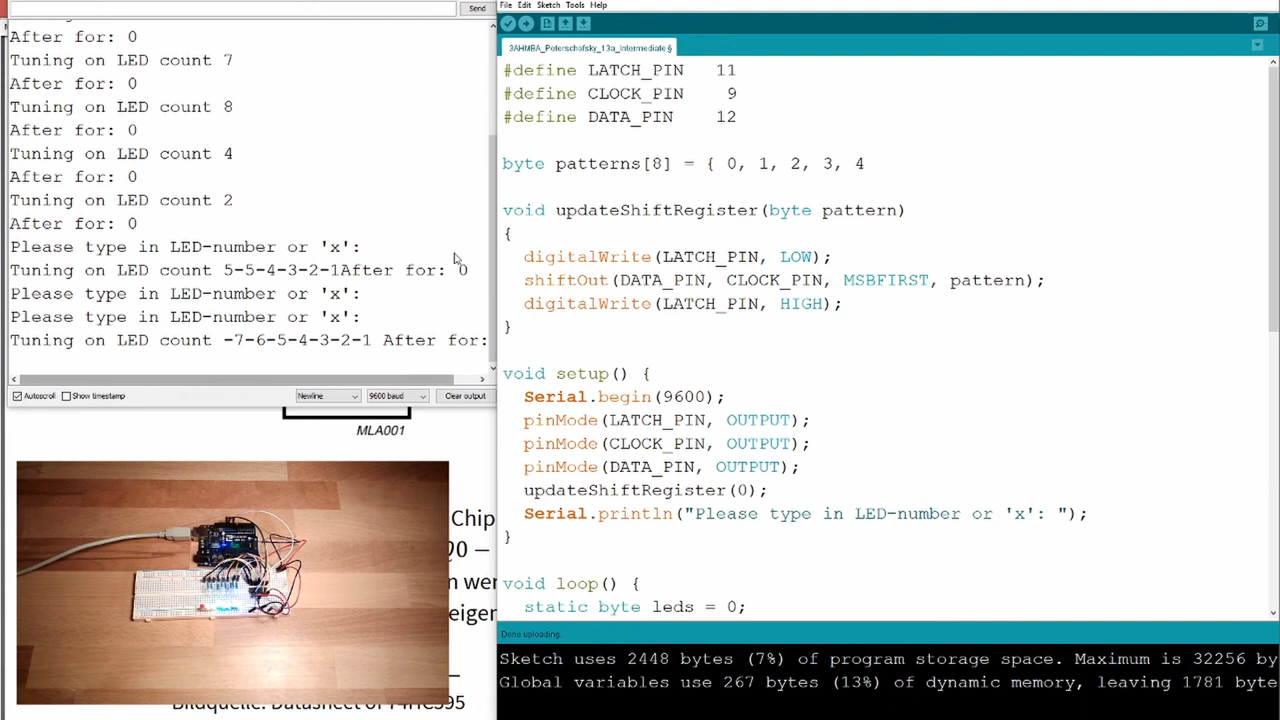 Send
After for: 0
Tuning on LED count 7
After for: 0
Tuning on LED count 8
After for: 0
Tuning on LED count 4
After for: 0
Tuning on LED count 2
After for: 0
Please type in LED-number or 'x':
Tuning on LED count 5-5-4-3-2-1After for: 0
Please type in LED-number or 'x':
Please type in LED-number or 'x':
Tuning on LED count -7-6-5-4-3-2-1 After for:
Autoscroll Show timestamp Newline 9600 baud Clear output
MLA001
Chip
Q0 —
n wer
eigen
Bildquelle: Datasheet of 74HC595
File Edit Sketch Tools Help
3AHMBA_Peterschofsky_13a_Intermediate §
#define LATCH_PIN 11
#define CLOCK_PIN 9
#define DATA_PIN 12
byte patterns[8] = { 0, 1, 2, 3, 4
void updateShiftRegister(byte pattern)
{
digitalWrite(LATCH_PIN, LOW);
shiftOut(DATA_PIN, CLOCK_PIN, MSBFIRST, pattern);
digitalWrite(LATCH_PIN, HIGH);
}
void setup() {
Serial.begin(9600);
pinMode(LATCH_PIN, OUTPUT);
pinMode(CLOCK_PIN, OUTPUT);
pinMode(DATA_PIN, OUTPUT);
updateShiftRegister(0);
Serial.println("Please type in LED-number or 'x': ");
}
void loop() {
static byte leds = 0;
Done uploading.
Sketch uses 2448 bytes (7%) of program storage space. Maximum is 32256 by
Global variables use 267 bytes (13%) of dynamic memory, leaving 1781 byte